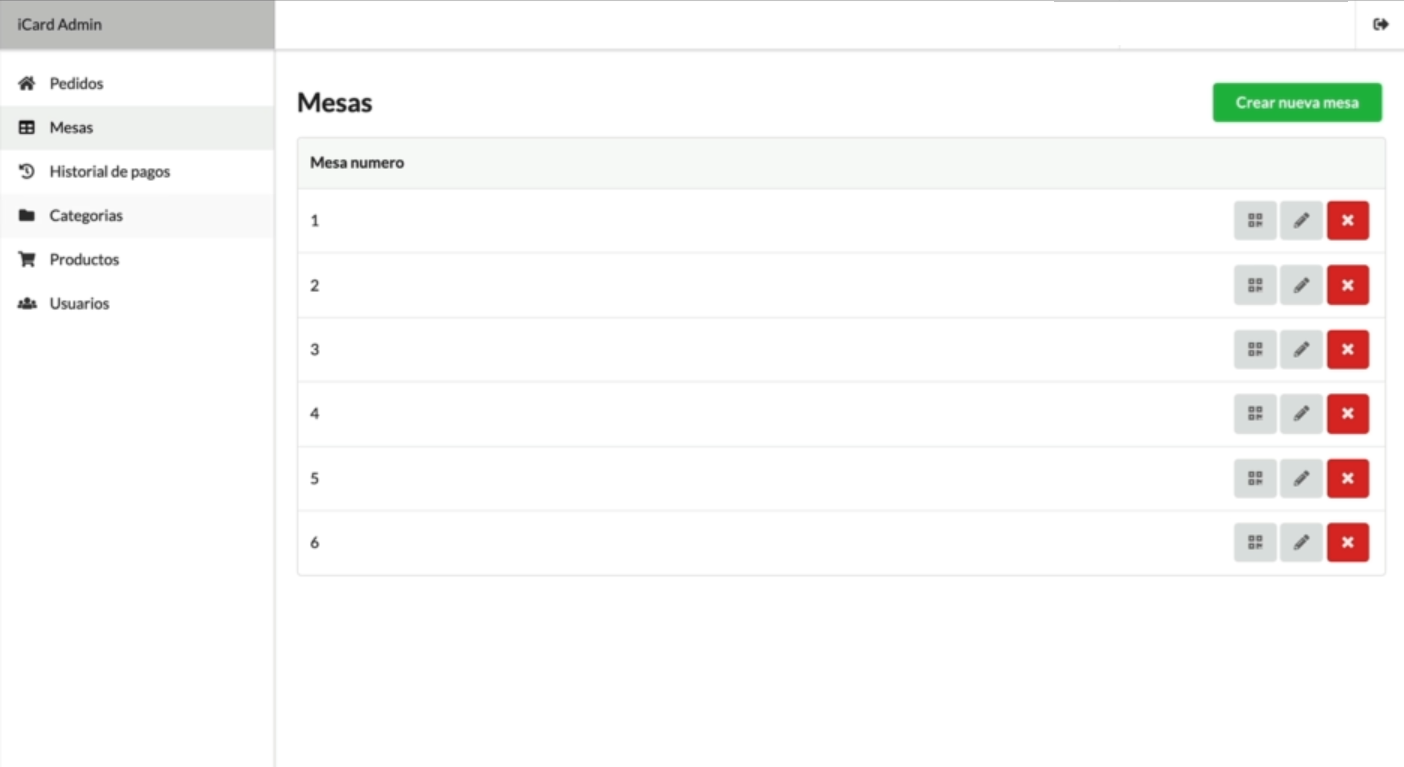 iCard Admin
Pedidos
Mesas
Historial de pagos
Categorias
Productos
Usuarios
Mesas
Crear nueva mesa
Mesa numero
1
2
3
4
5
6